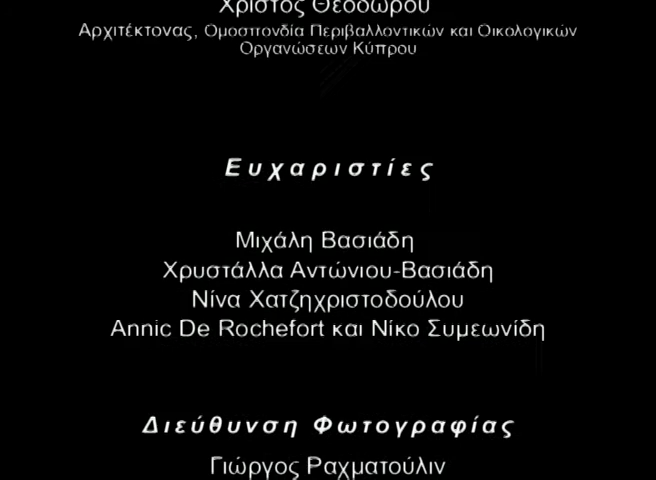 Χρίστος Θεοδώρου
Αρχιτέκτονας, Ομοσπονδία Περιβαλλοντικών και Οικολογικών
Οργανώσεων Κύπρου
Ευχαριστίες
Μιχάλη Βασιάδη
Χρυστάλλα Αντώνιου-Βασιάδη
Νίνα Χατζηχριστοδούλου
Annic De Rochefort και Νίκο Συμεωνίδη
Διεύθυνση Φωτογραφίας
Γιώργος Ραχματούλιν